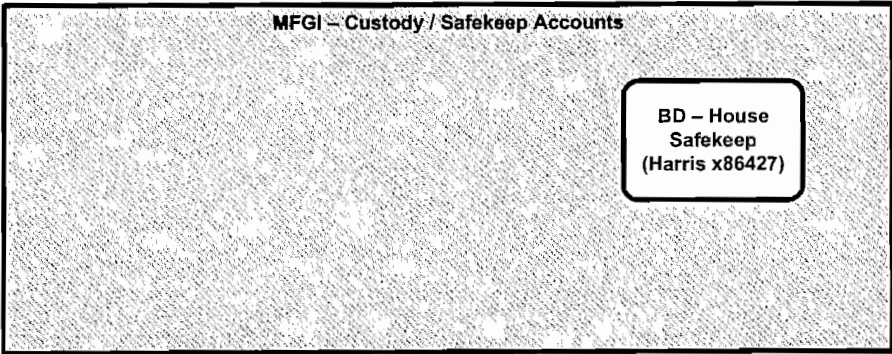 MFGI – Custody / Safekeep Accounts
BD – House
Safekeep
(Harris x86427)